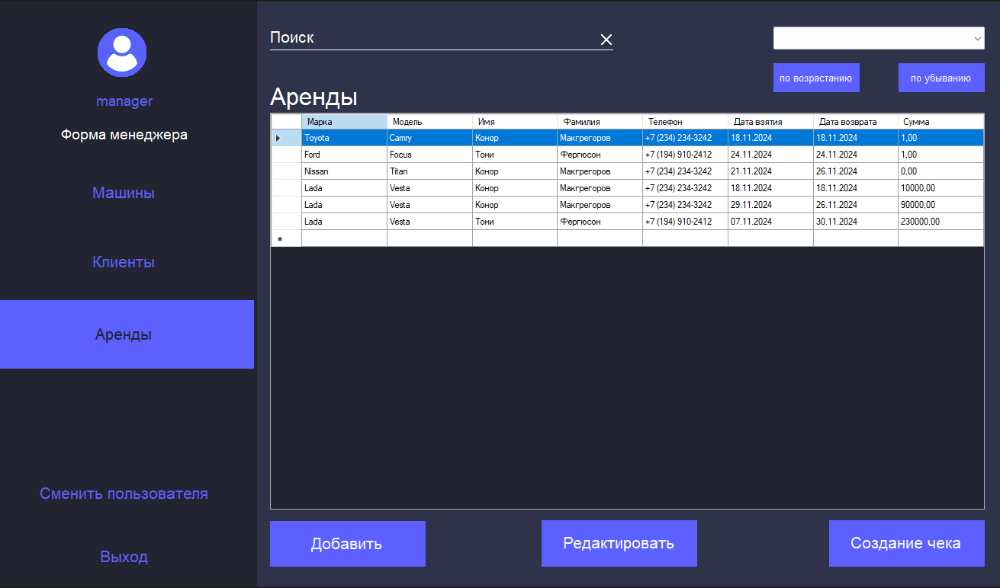 manager
Форма менеджера
Машины
Клиенты
Аренды
Сменить пользователя
Выход
Поиск
по возрастанию по убыванию
Аренды
Марка Модель Имя Фамилия Телефон Дата взятия Дата возврата Сумма
Toyota Camry Конор Макгрегоров +7 (234) 234-3242 18.11.2024 18.11.2024 1,00
Ford Focus Тони Фергюсон +7 (194) 910-2412 24.11.2024 24.11.2024 1,00
Nissan Titan Конор Макгрегоров +7 (234) 234-3242 21.11.2024 26.11.2024 0,00
Lada Vesta Конор Макгрегоров +7 (234) 234-3242 18.11.2024 18.11.2024 10000,00
Lada Vesta Конор Макгрегоров +7 (234) 234-3242 29.11.2024 26.11.2024 90000,00
Lada Vesta Тони Фергюсон +7 (194) 910-2412 07.11.2024 30.11.2024 230000,00
Добавить Редактировать Создание чека